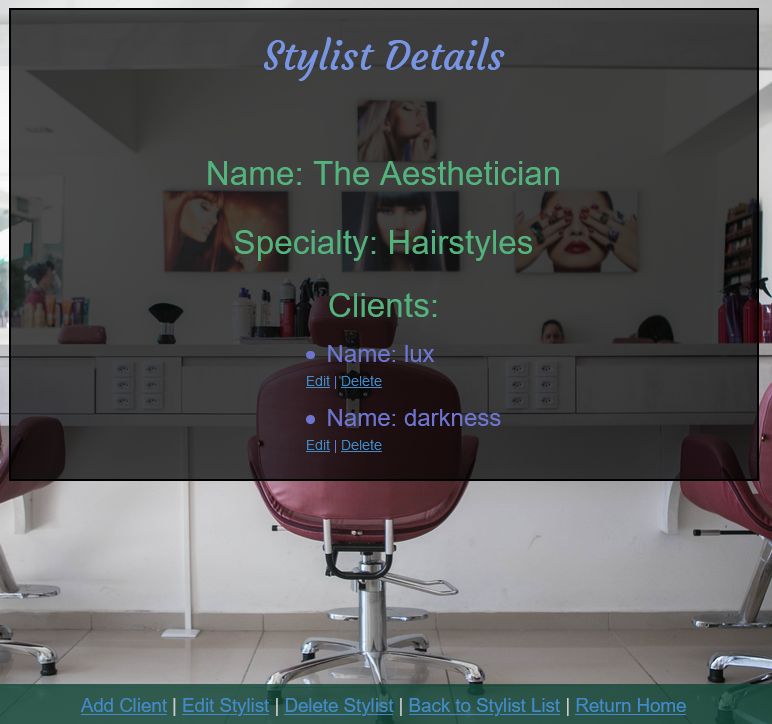 Stylist Details
Name: The Aesthetician
Specialty: Hairstyles
Clients:
• Name: lux
Edit | Delete
• Name: darkness
Edit | Delete
Add Client | Edit Stylist | Delete Stylist | Back to Stylist List | Return Home